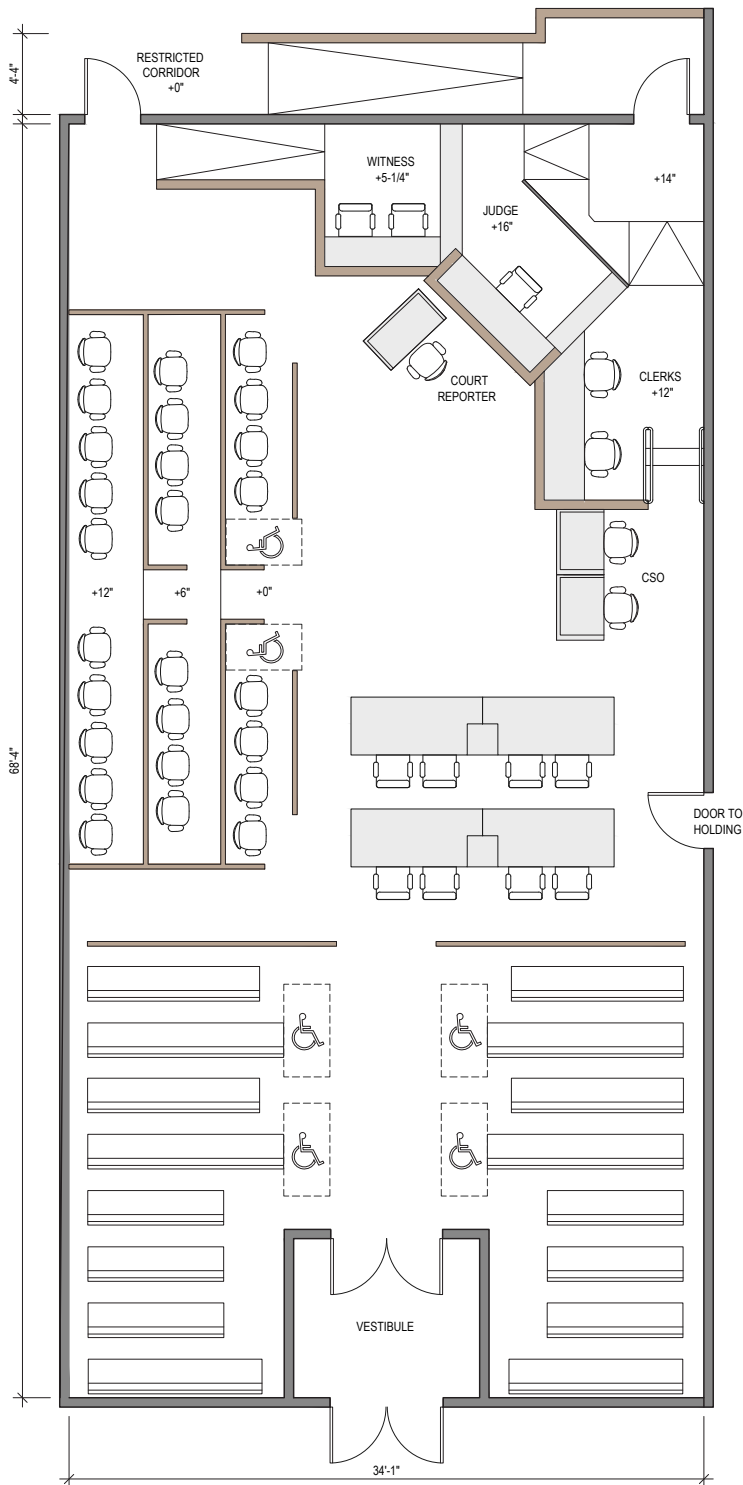 4'-4"
RESTRICTED
CORRIDOR
+0"
WITNESS
+5-1/4"
JUDGE
+16"
+14"
COURT
REPORTER
CLERKS
+12"
CSO
+12"
+6"
+0"
68'-4"
DOOR TO
HOLDING
VESTIBULE
34'-1"